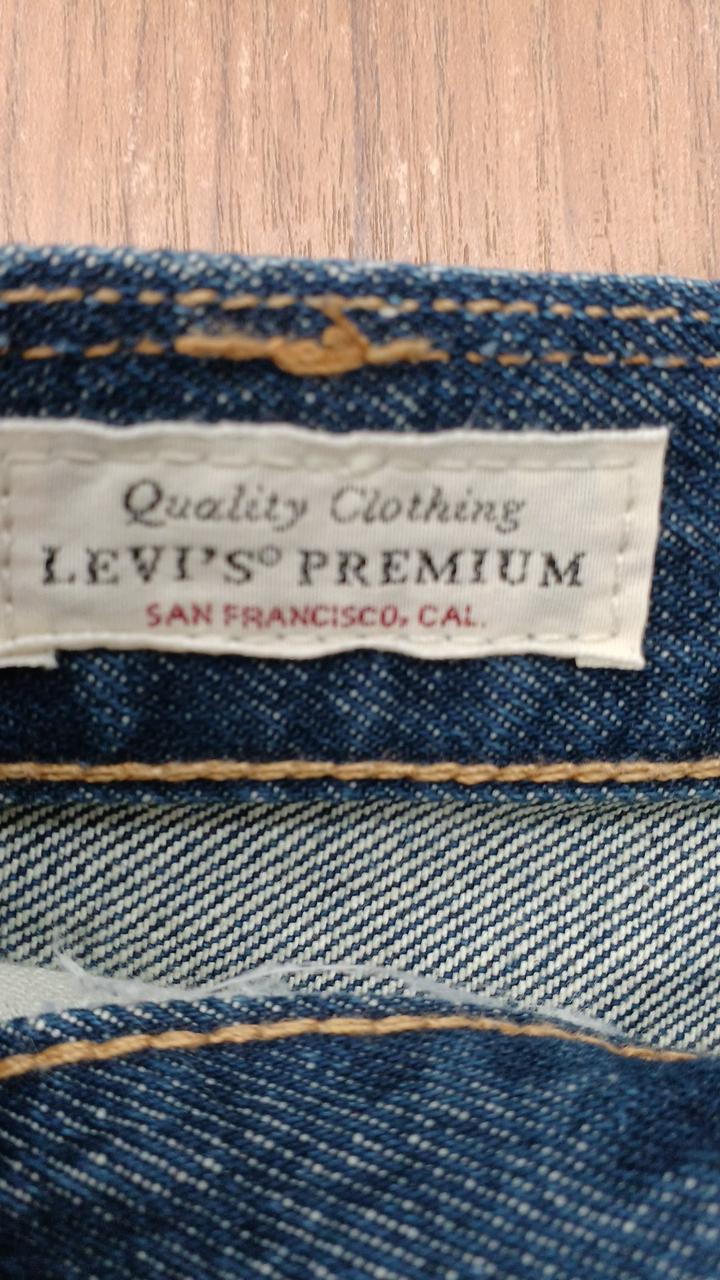 Quality Clothing
LEVI'S® PREMIUM
SAN FRANCISCO, CAL.